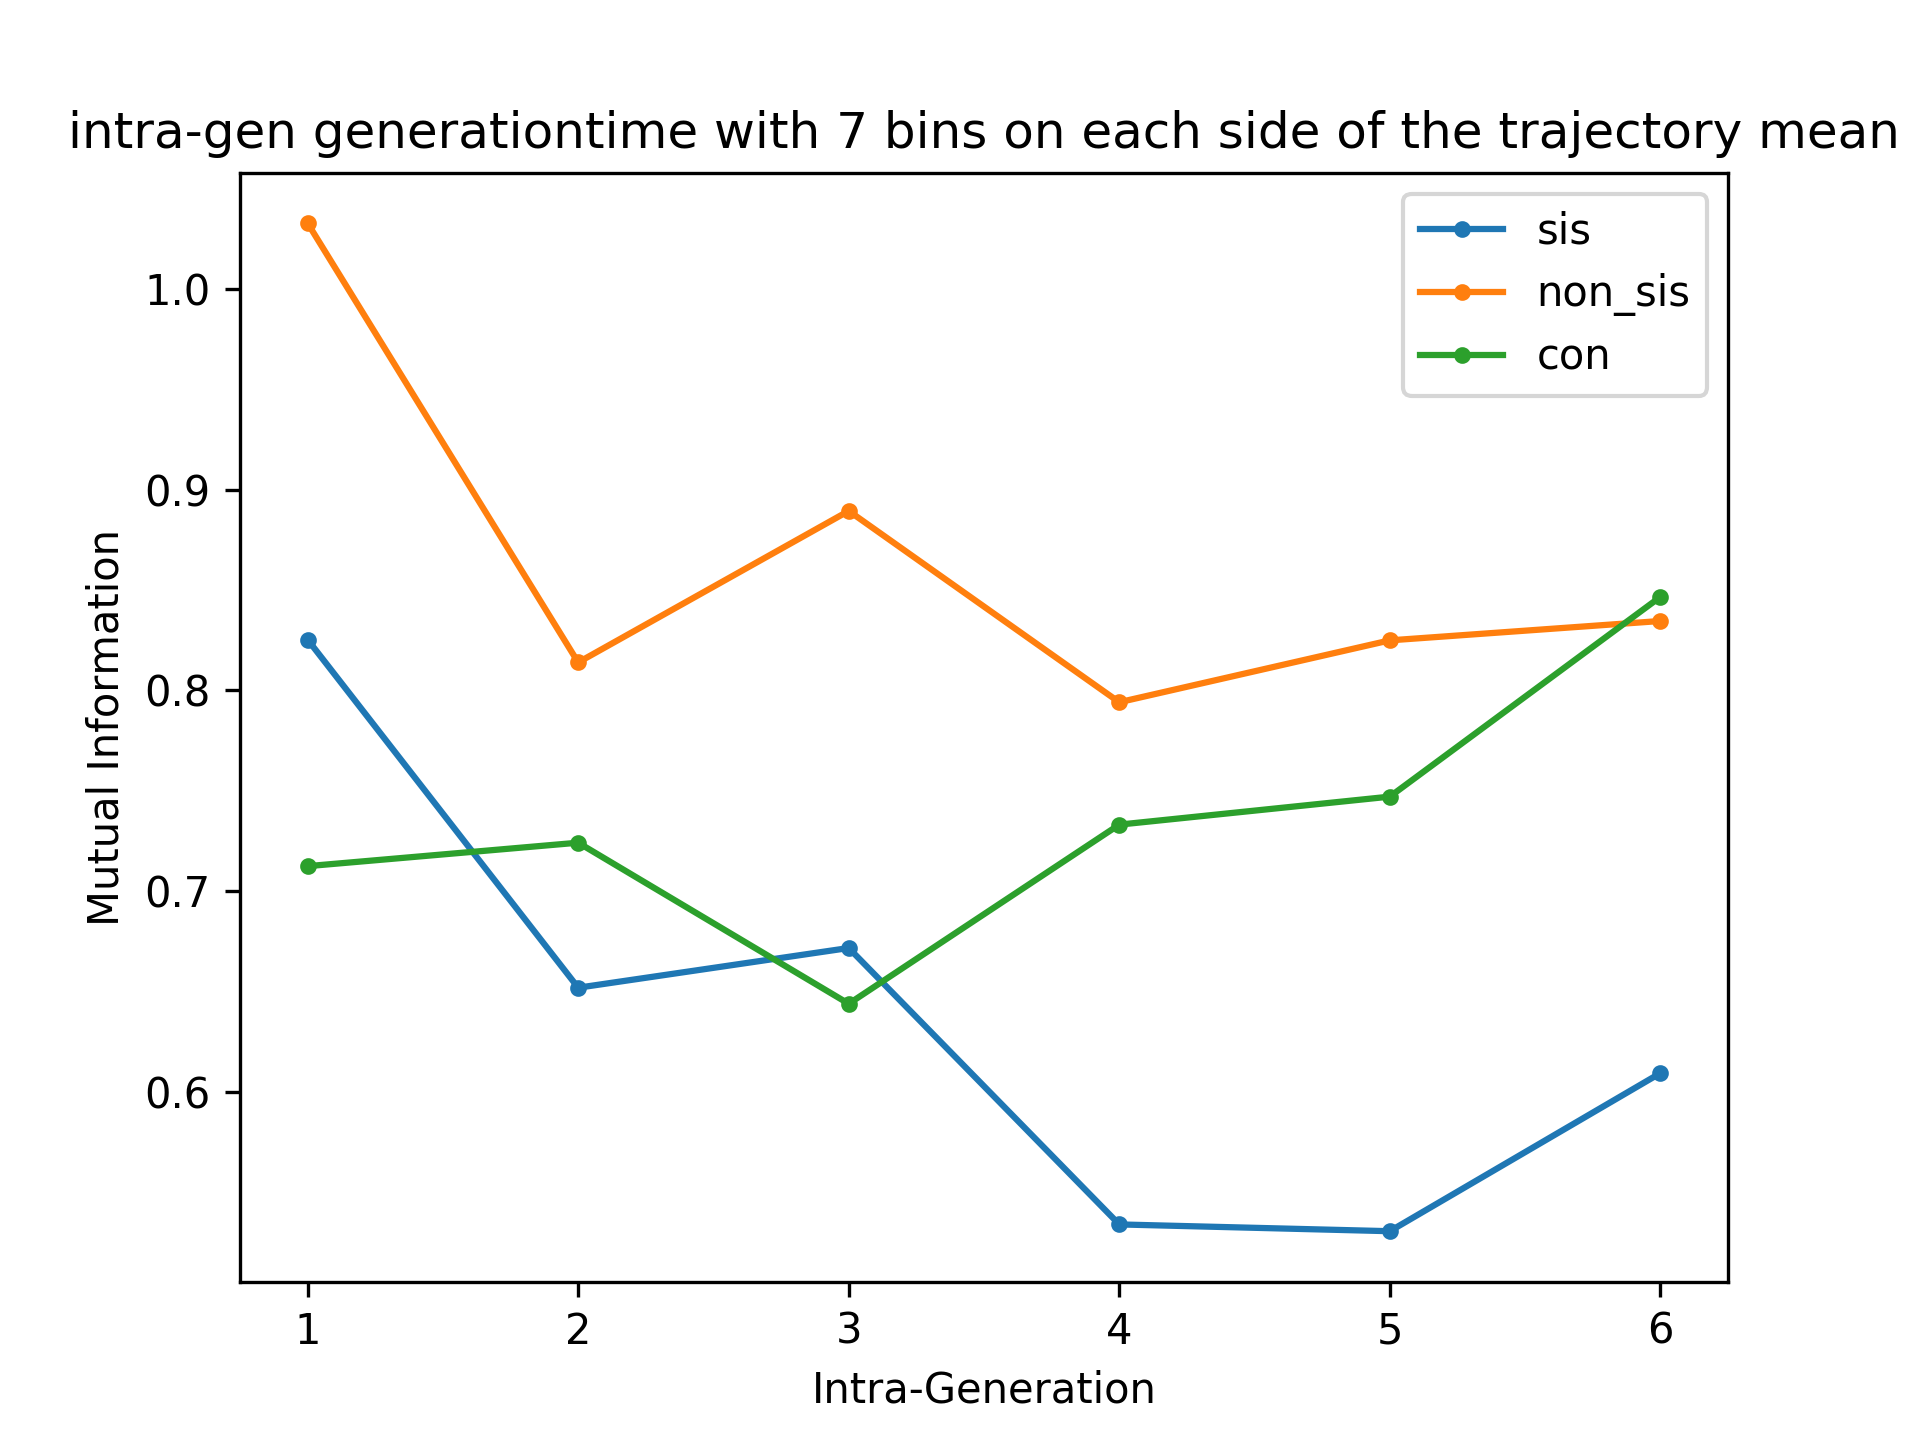 intra-gen generationtime with 7 bins on each side of the trajectory mean
sis
non_sis
con
1.0
0.9
0.8
0.7
0.6
Mutual Information
1 2 3 4 5 6
Intra-Generation